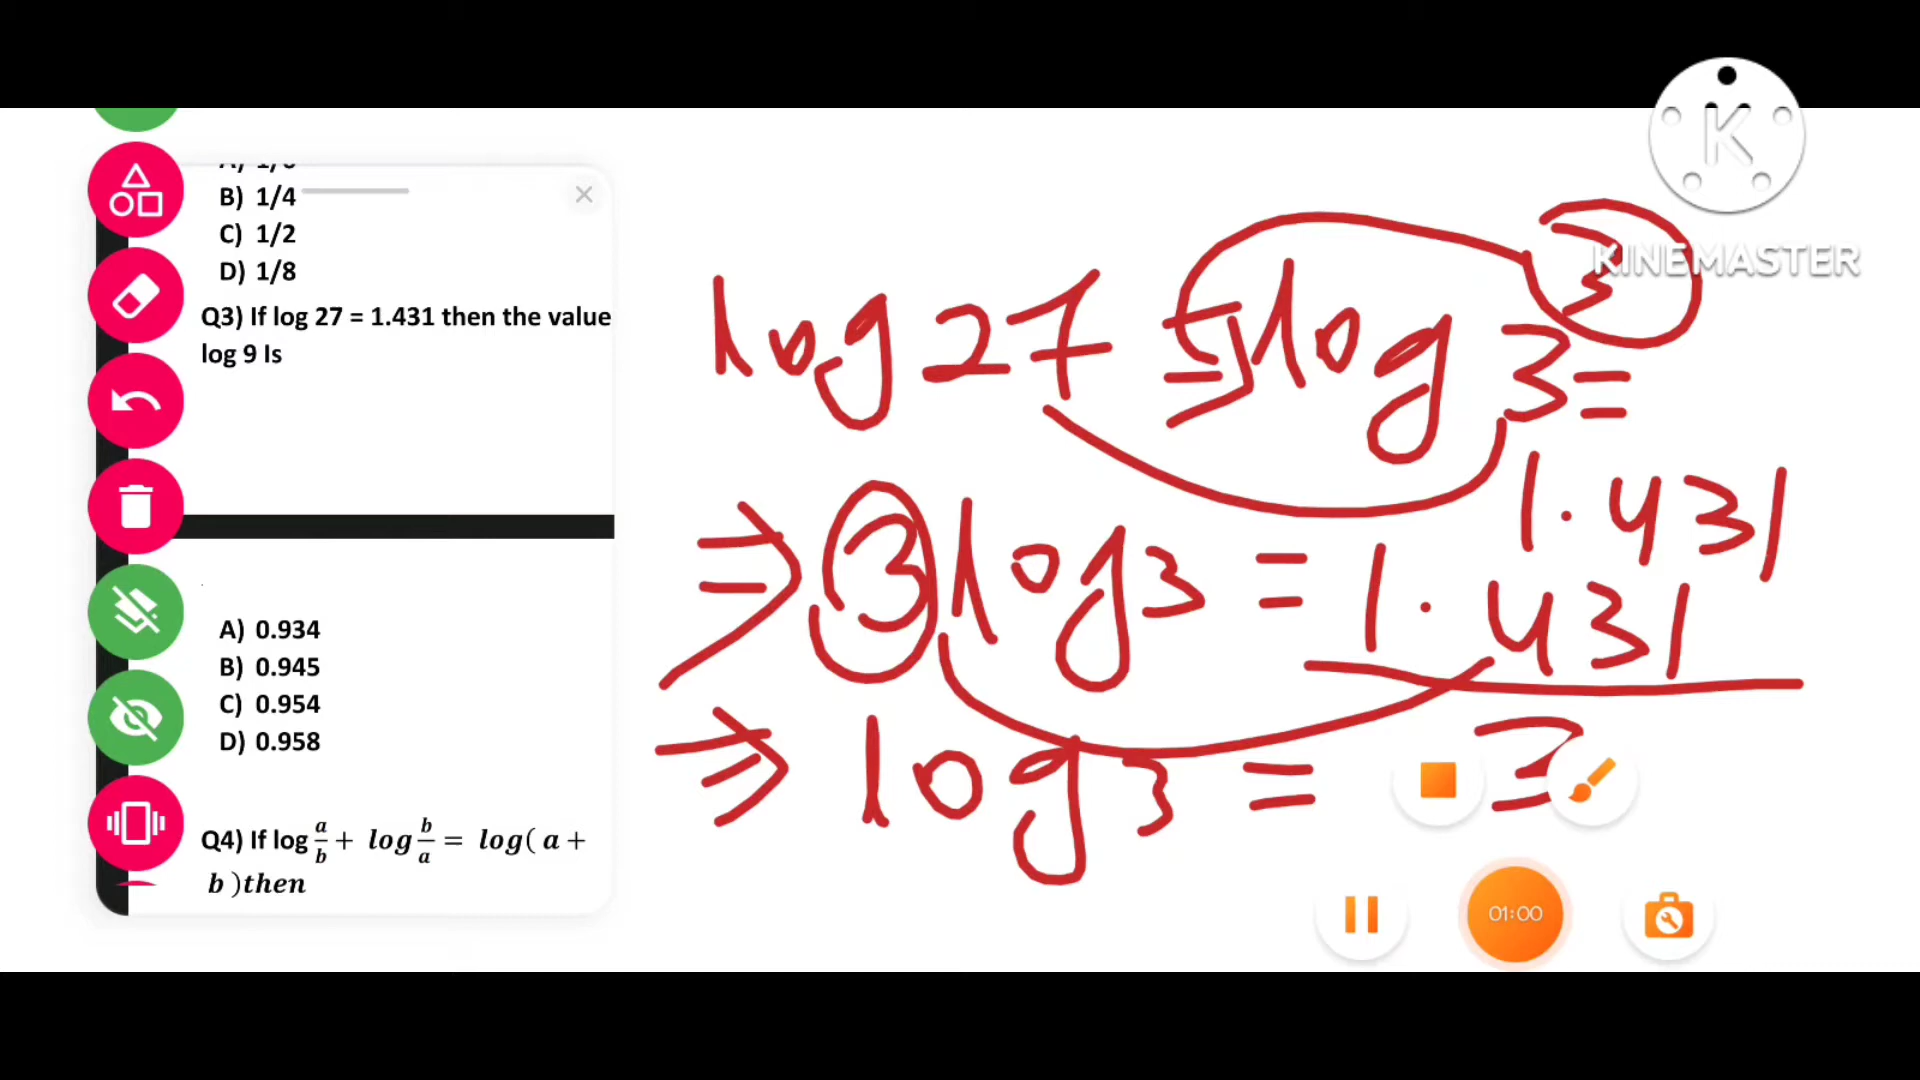 B) 1/4
C) 1/2
D) 1/8
Q3) If log 27 = 1.431 then the value
log 9 Is
A) 0.934
B) 0.945
C) 0.954
D) 0.958
Q4) If log a/b + log b/a = log( a +
b )then
K
KINEMASTER
log 27 ⇒ log 3³ =
1.431
⇒ 3 log 3 = 1.431
⇒ log 3 = 3
01:00